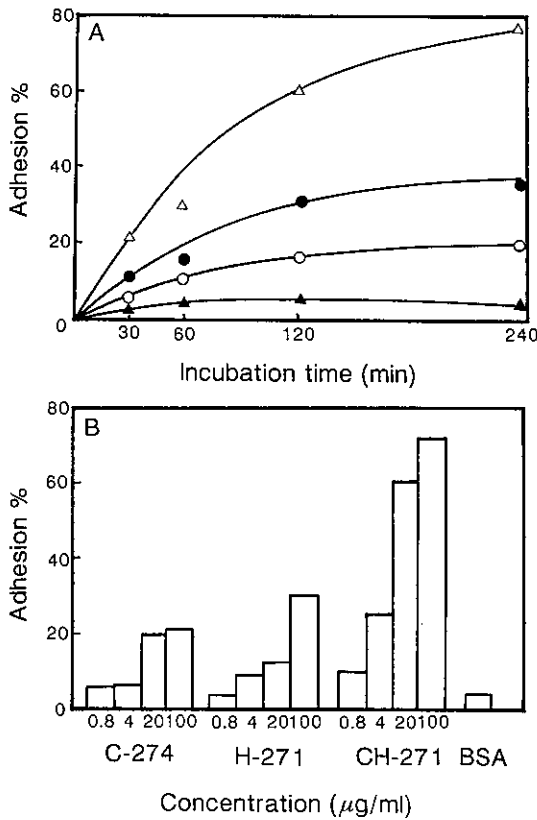 A
80
60
40
20
0
Adhesion %
30 60 120 240
Incubation time (min)
B
80
60
40
20
0
Adhesion %
0.8 4 20 100 0.8 4 20 100 0.8 4 20 100
C-274 H-271 CH-271 BSA
Concentration (μg/ml)